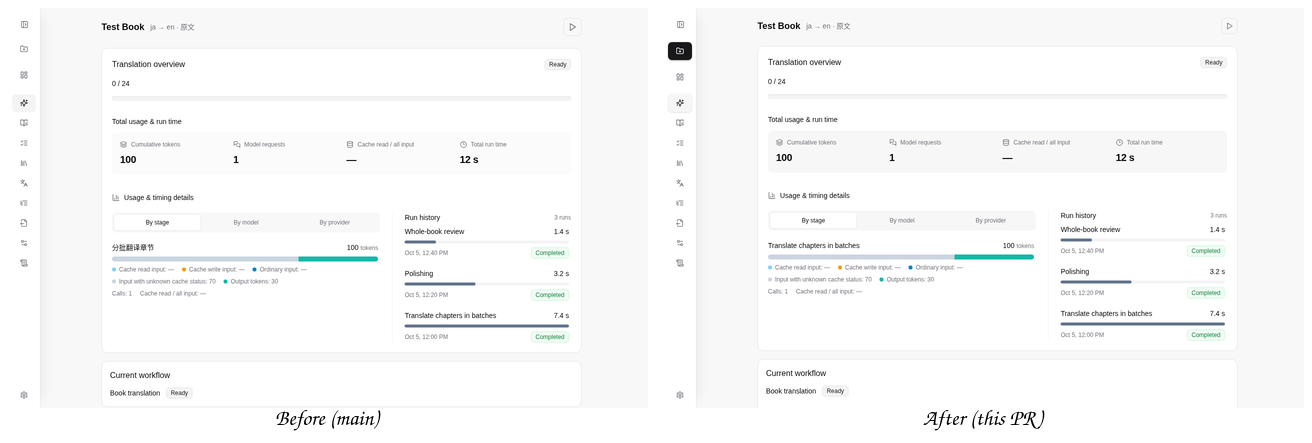 Test Book ja → en · 原文
Translation overview Ready
0 / 24
Total usage & run time
Cumulative tokens Model requests Cache read / all input Total run time
100 1 — 12 s
Usage & timing details
By stage By model By provider
分批翻译章节 100 tokens
Cache read input: — Cache write input: — Ordinary input: —
Input with unknown cache status: 70 Output tokens: 30
Calls: 1 Cache read / all input: —
Run history 3 runs
Whole-book review 1.4 s
Oct 5, 12:40 PM Completed
Polishing 3.2 s
Oct 5, 12:20 PM Completed
Translate chapters in batches 7.4 s
Oct 5, 12:00 PM Completed
Current workflow
Book translation Ready
Before (main)
Test Book ja → en · 原文
Translation overview Ready
0 / 24
Total usage & run time
Cumulative tokens Model requests Cache read / all input Total run time
100 1 — 12 s
Usage & timing details
By stage By model By provider
Translate chapters in batches 100 tokens
Cache read input: — Cache write input: — Ordinary input: —
Input with unknown cache status: 70 Output tokens: 30
Calls: 1 Cache read / all input: —
Run history 3 runs
Whole-book review 1.4 s
Oct 5, 12:40 PM Completed
Polishing 3.2 s
Oct 5, 12:20 PM Completed
Translate chapters in batches 7.4 s
Oct 5, 12:00 PM Completed
Current workflow
Book translation Ready
After (this PR)